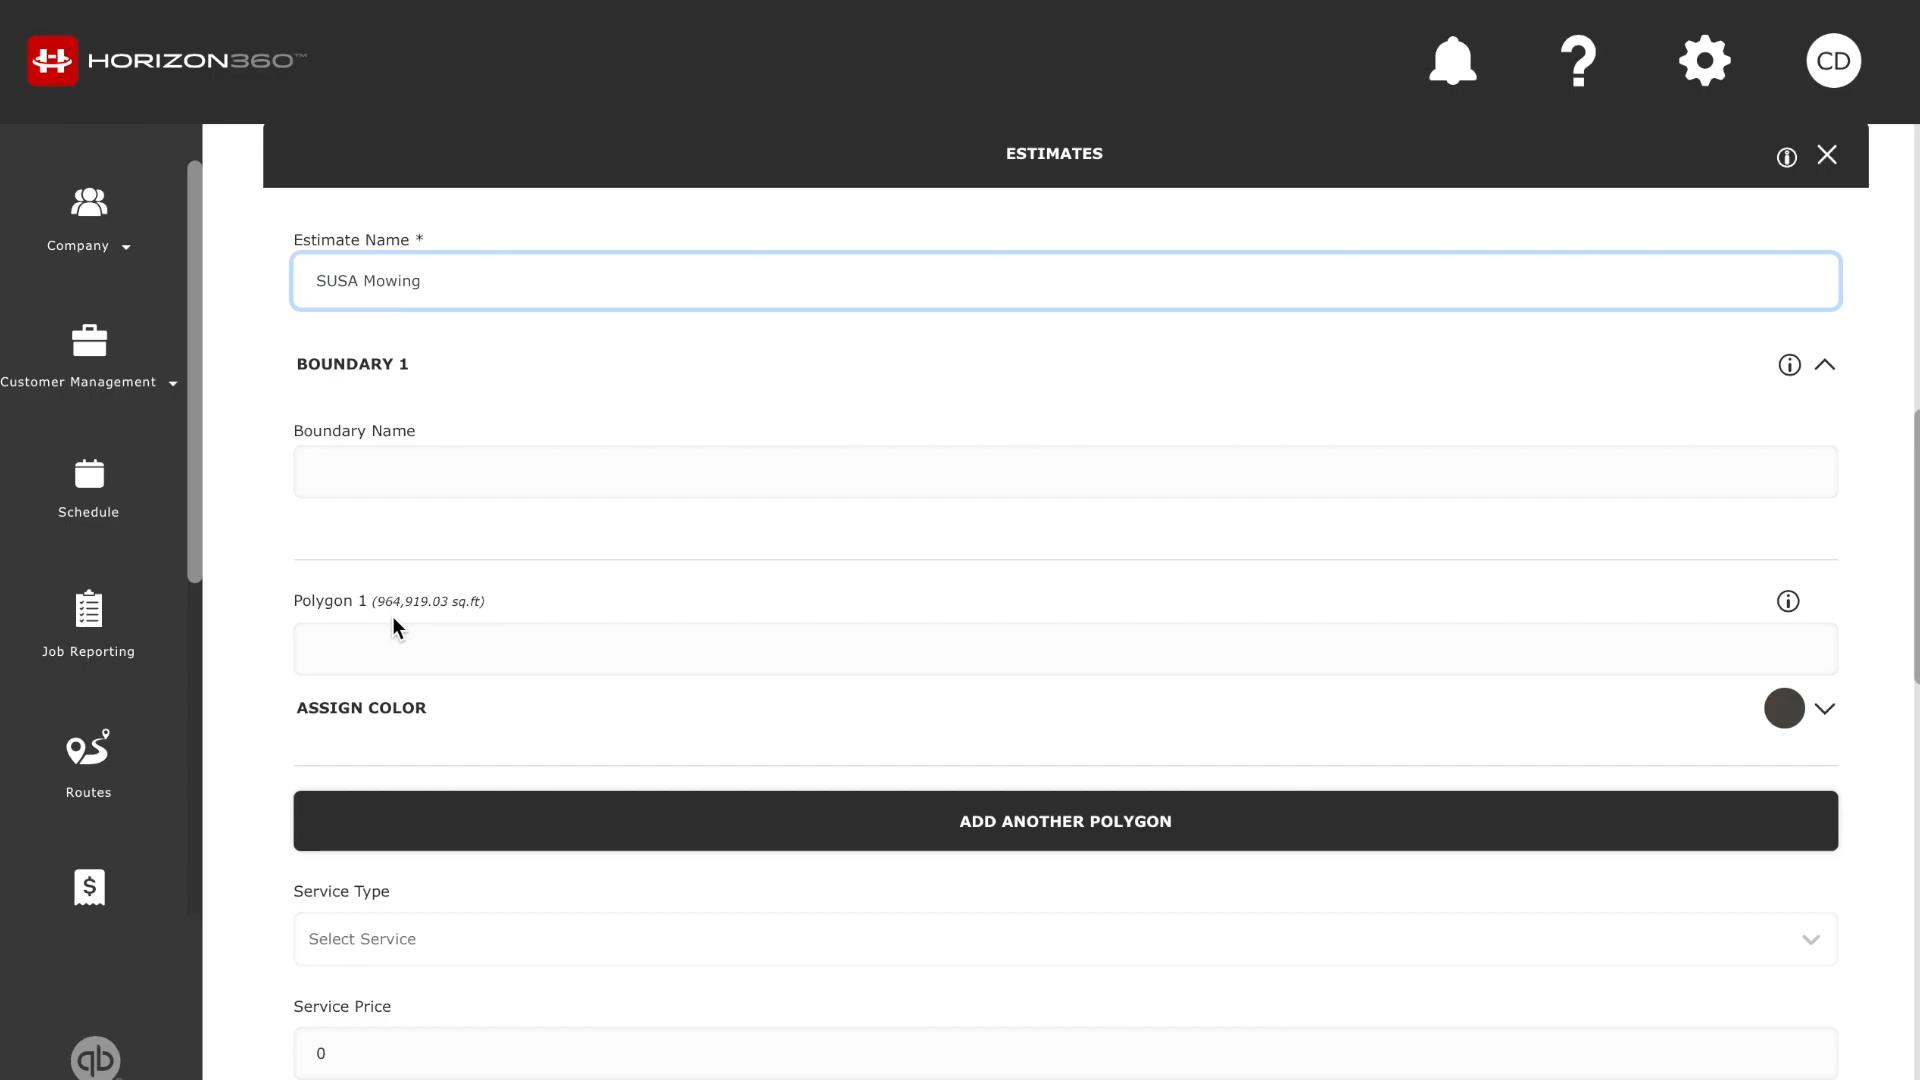 HORIZON360™
CD
ESTIMATES
Company
Estimate Name *
SUSA Mowing
BOUNDARY 1
Customer Management
Boundary Name
Schedule
Polygon 1 (964,919.03 sq.ft)
Job Reporting
ASSIGN COLOR
Routes
ADD ANOTHER POLYGON
$
Service Type
Select Service
Service Price
0
qb